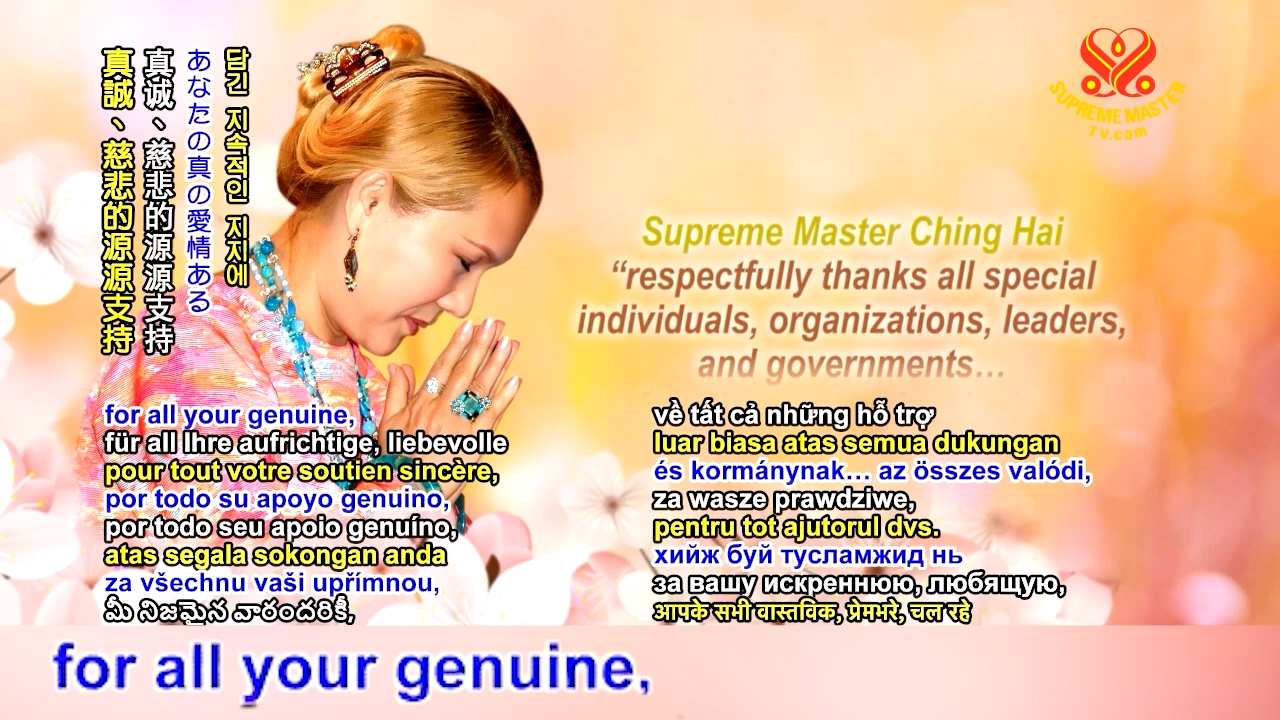 真誠、慈悲的源源支持
真诚、慈悲的源源支持
あなたの真の愛情ある
담긴 지속적인 지지에
SUPREME MASTER
TV.com
Supreme Master Ching Hai
“respectfully thanks all special
individuals, organizations, leaders,
and governments…
for all your genuine,
für all Ihre aufrichtige, liebevolle
pour tout votre soutien sincère,
por todo su apoyo genuino,
por todo seu apoio genuíno,
atas segala sokongan anda
za všechnu vaši upřímnou,
మీ నిజమైన వారందరికీ,
về tất cả những hỗ trợ
luar biasa atas semua dukungan
és kormánynak… az összes valódi,
za wasze prawdziwe,
pentru tot ajutorul dvs.
хийж буй тусламжид нь
за вашу искреннюю, любящую,
आपके सभी वास्तविक, प्रेमभरे, चल रहे
for all your genuine,